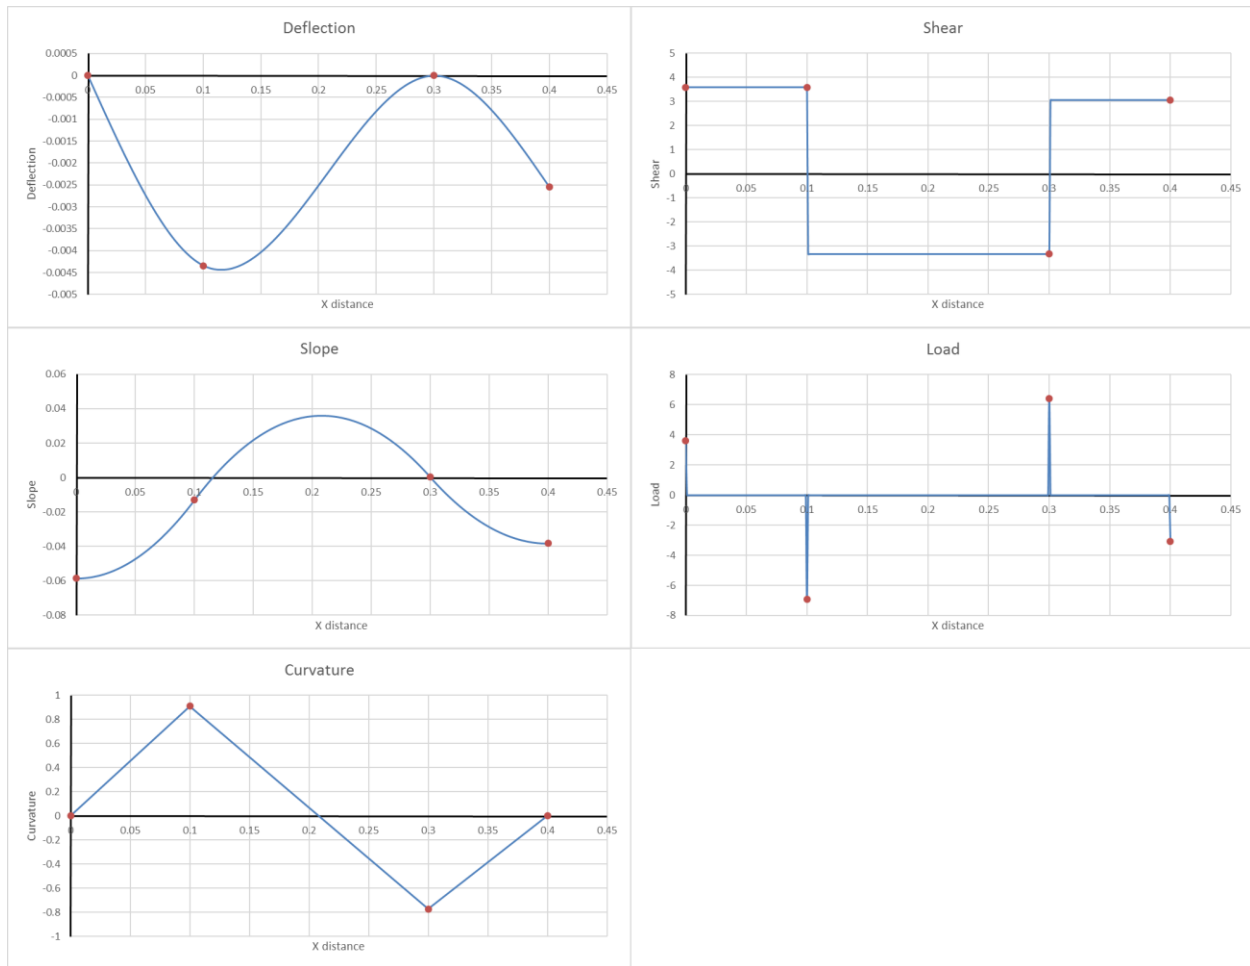 Deflection
0.0005
0
-0.0005
-0.001
-0.0015
-0.002
-0.0025
-0.003
-0.0035
-0.004
-0.0045
-0.005
0 0.05 0.1 0.15 0.2 0.25 0.3 0.35 0.4 0.45
Deflection
X distance
Shear
5
4
3
2
1
0
-1
-2
-3
-4
-5
0 0.05 0.1 0.15 0.2 0.25 0.3 0.35 0.4 0.45
Shear
X distance
Slope
0.06
0.04
0.02
0
-0.02
-0.04
-0.06
-0.08
0 0.05 0.1 0.15 0.2 0.25 0.3 0.35 0.4 0.45
Slope
X distance
Load
8
6
4
2
0
-2
-4
-6
-8
0 0.05 0.1 0.15 0.2 0.25 0.3 0.35 0.4 0.45
Load
X distance
Curvature
1
0.8
0.6
0.4
0.2
0
-0.2
-0.4
-0.6
-0.8
-1
0 0.05 0.1 0.15 0.2 0.25 0.3 0.35 0.4 0.45
Curvature
X distance